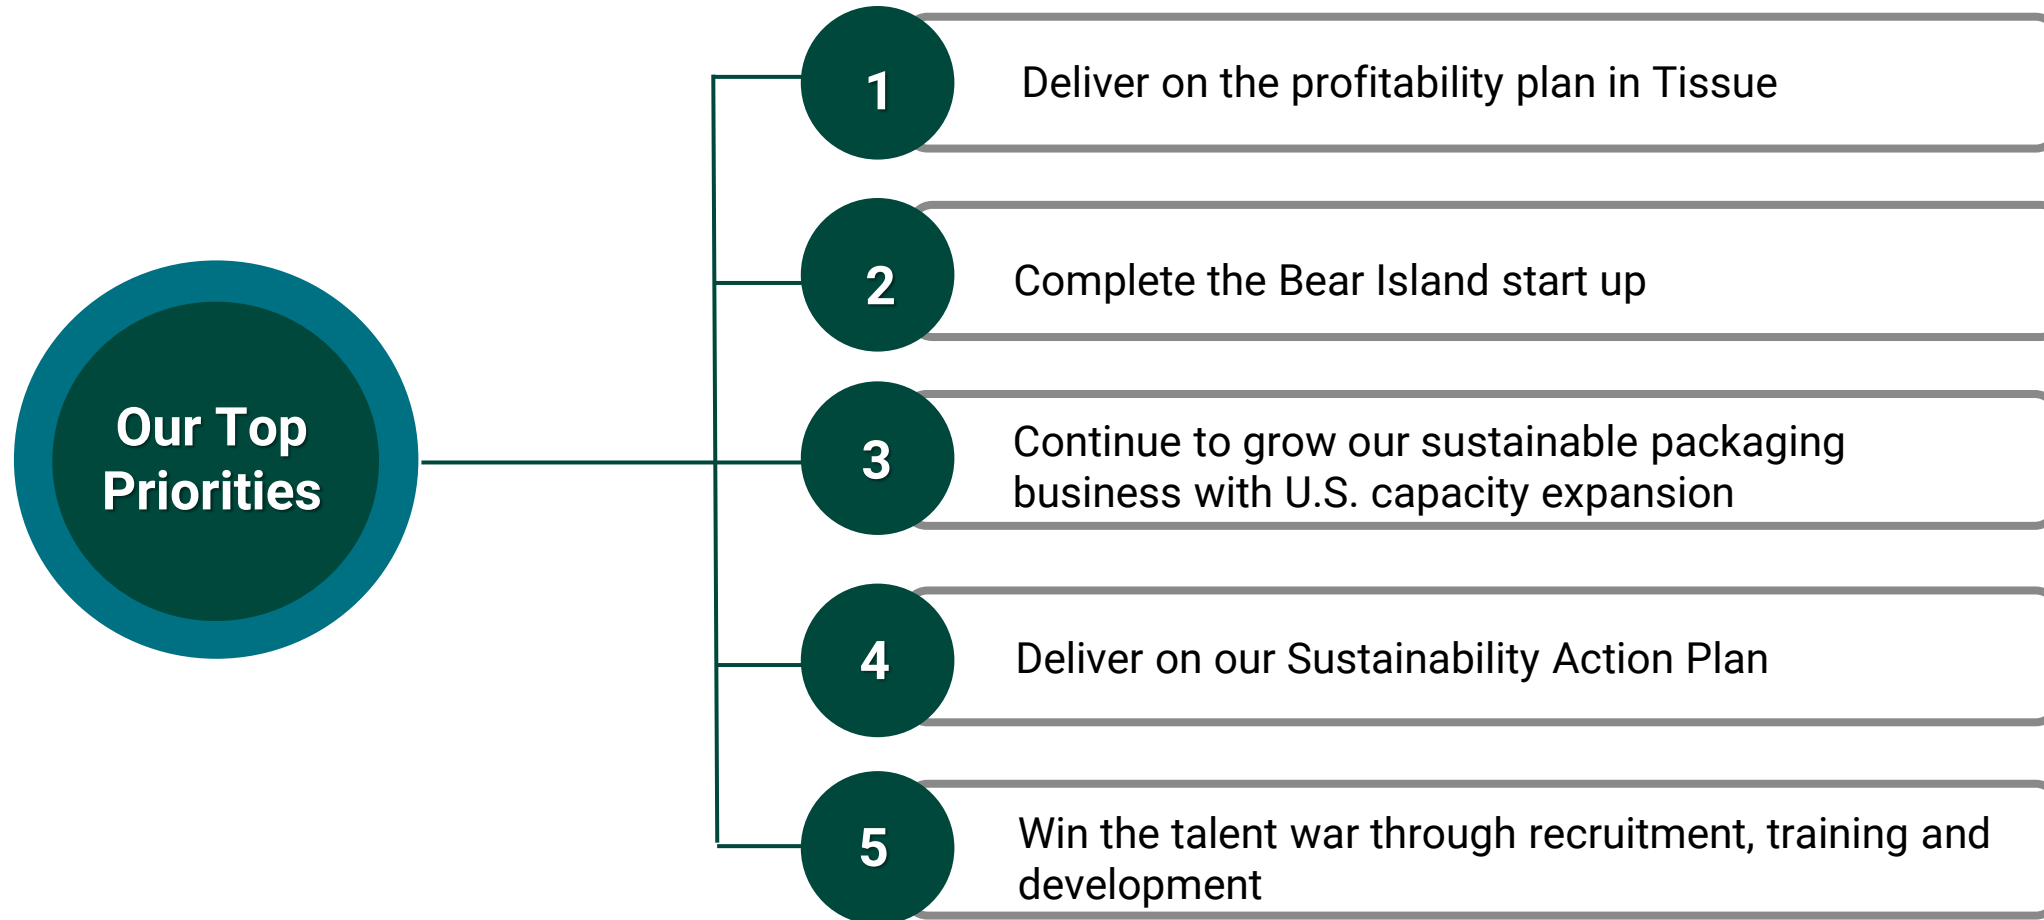 Our Top
Priorities
1
Deliver on the profitability plan in Tissue
2
Complete the Bear Island start up
3
Continue to grow our sustainable packaging
business with U.S. capacity expansion
4
Deliver on our Sustainability Action Plan
5
Win the talent war through recruitment, training and
development